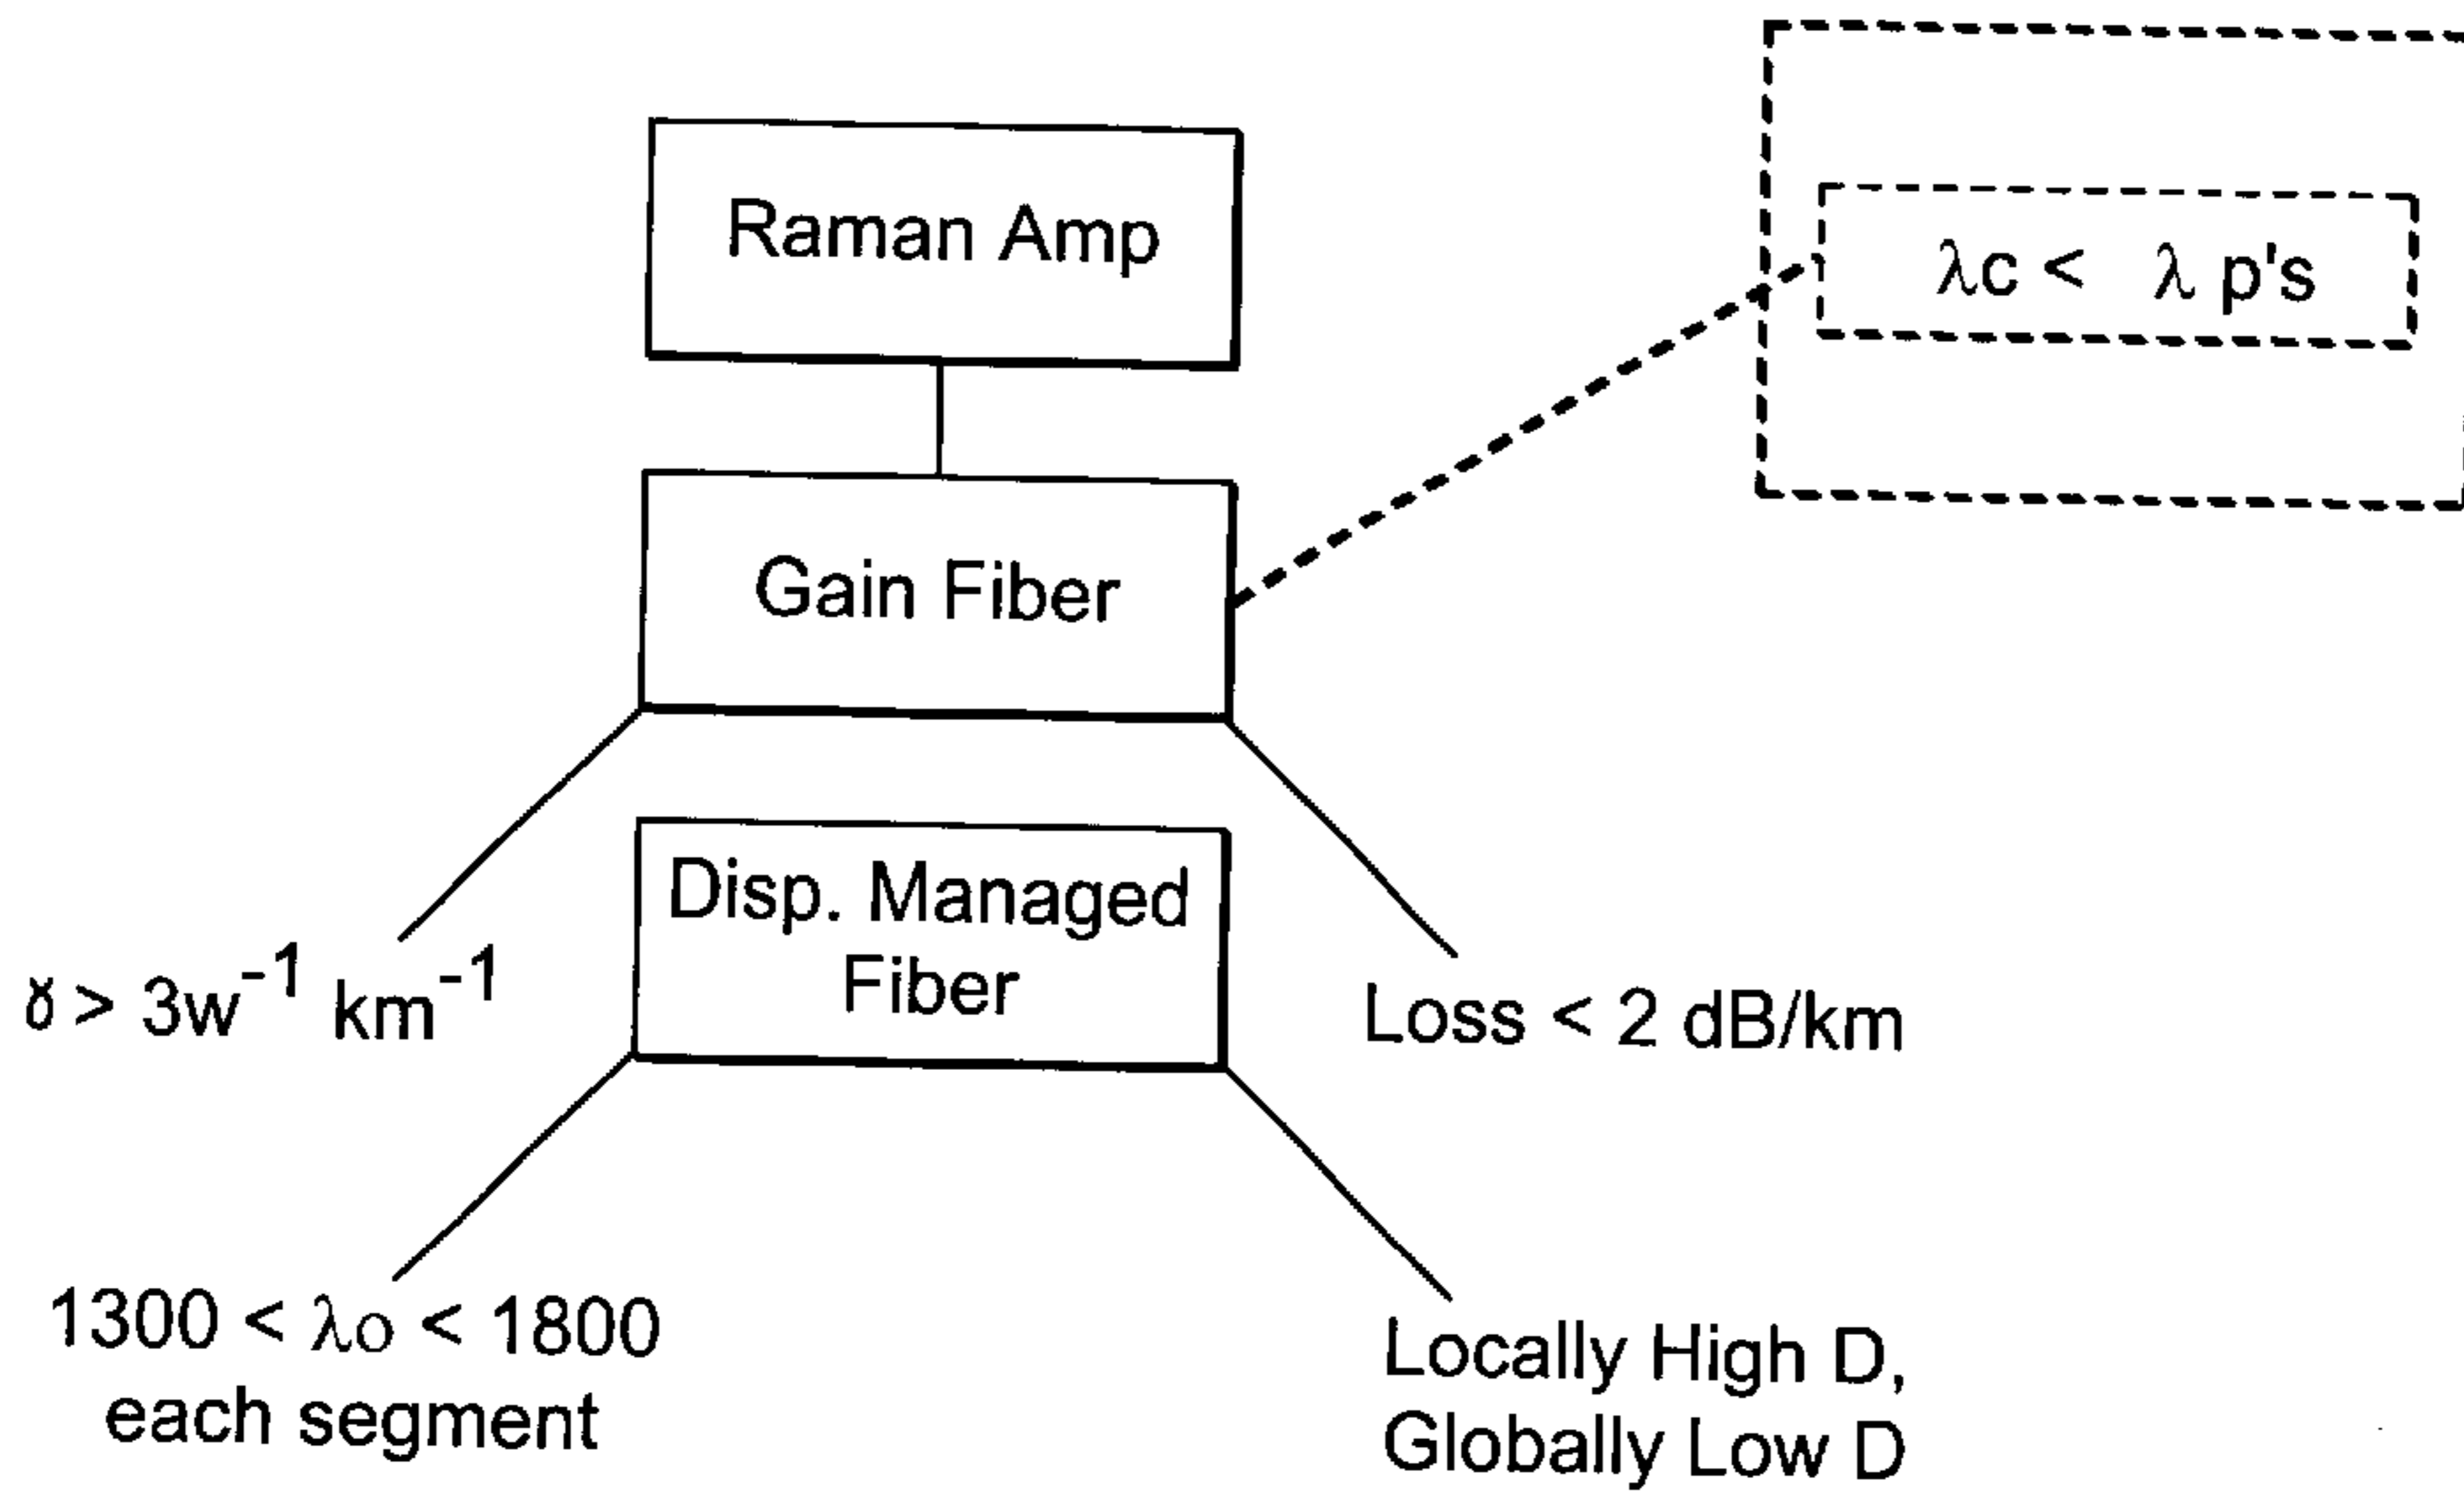 Raman Amp
λc < λ p's
Gain Fiber
Disp. Managed
Fiber
γ > 3w⁻¹ km⁻¹
Loss < 2 dB/km
1300 < λo < 1800
each segment
Locally High D,
Globally Low D